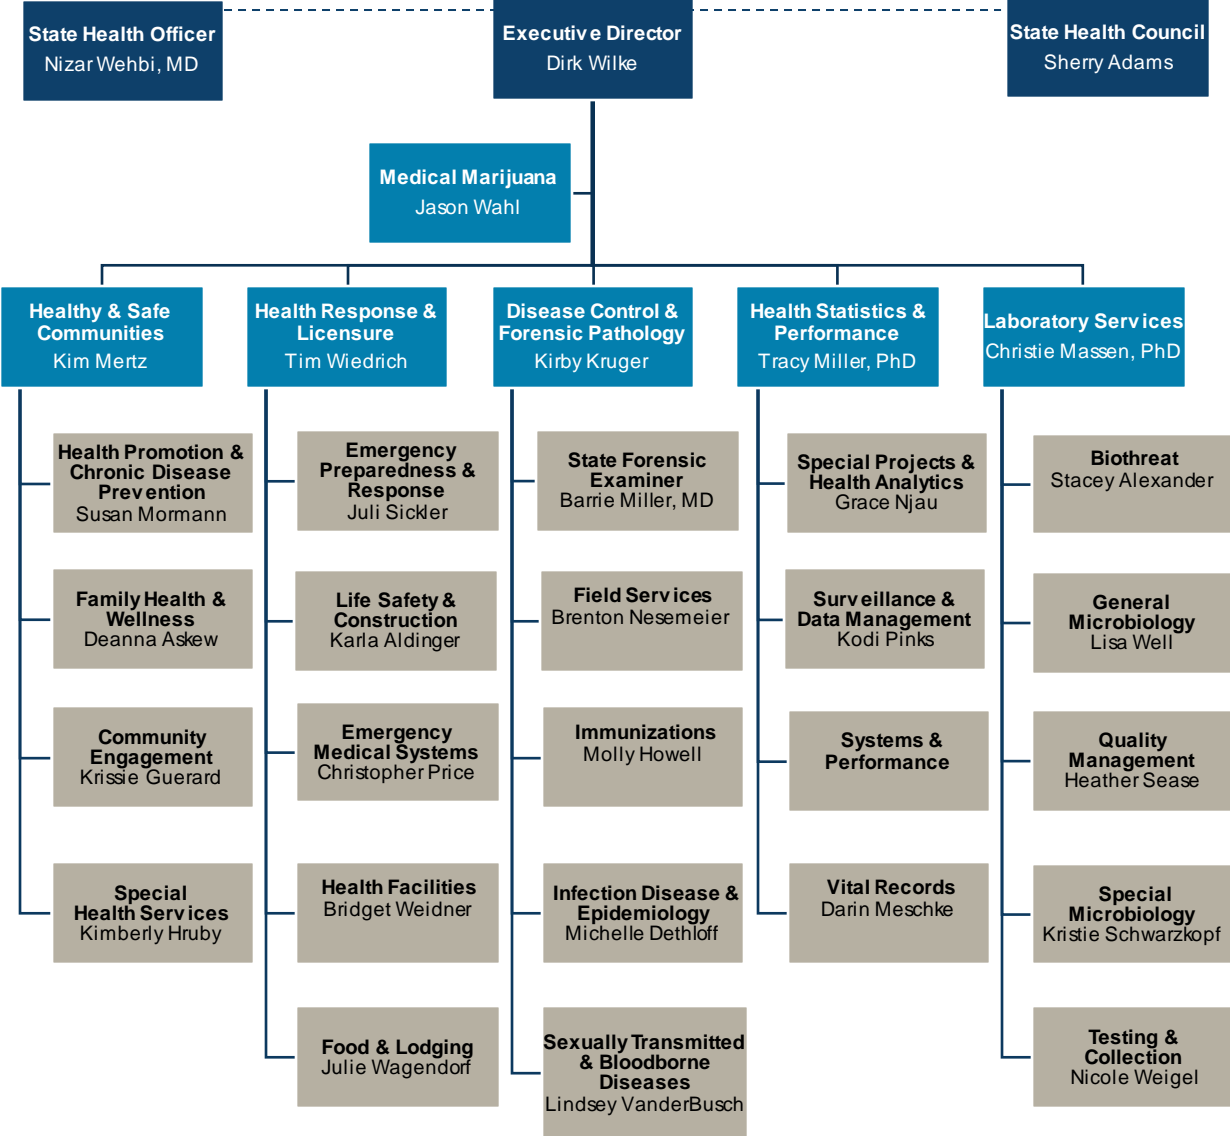 State Health Officer
Nizar Wehbi, MD
Executive Director
Dirk Wilke
State Health Council
Sherry Adams
Medical Marijuana
Jason Wahl
Healthy & Safe
Communities
Kim Mertz
Health Response &
Licensure
Tim Wiedrich
Disease Control &
Forensic Pathology
Kirby Kruger
Health Statistics &
Performance
Tracy Miller, PhD
Laboratory Services
Christie Massen, PhD
Health Promotion &
Chronic Disease
Prevention
Susan Mormann
Family Health &
Wellness
Deanna Askew
Community
Engagement
Krissie Guerard
Special
Health Services
Kimberly Hruby
Emergency
Preparedness &
Response
Juli Sickler
Life Safety &
Construction
Karla Aldinger
Emergency
Medical Systems
Christopher Price
Health Facilities
Bridget Weidner
Food & Lodging
Julie Wagendorf
State Forensic
Examiner
Barrie Miller, MD
Field Services
Brenton Nesemeier
Immunizations
Molly Howell
Infection Disease &
Epidemiology
Michelle Dethloff
Sexually Transmitted
& Bloodborne
Diseases
Lindsey VanderBusch
Special Projects &
Health Analytics
Grace Njau
Surveillance &
Data Management
Kodi Pinks
Systems &
Performance
Vital Records
Darin Meschke
Biothreat
Stacey Alexander
General
Microbiology
Lisa Well
Quality
Management
Heather Sease
Special
Microbiology
Kristie Schwarzkopf
Testing &
Collection
Nicole Weigel